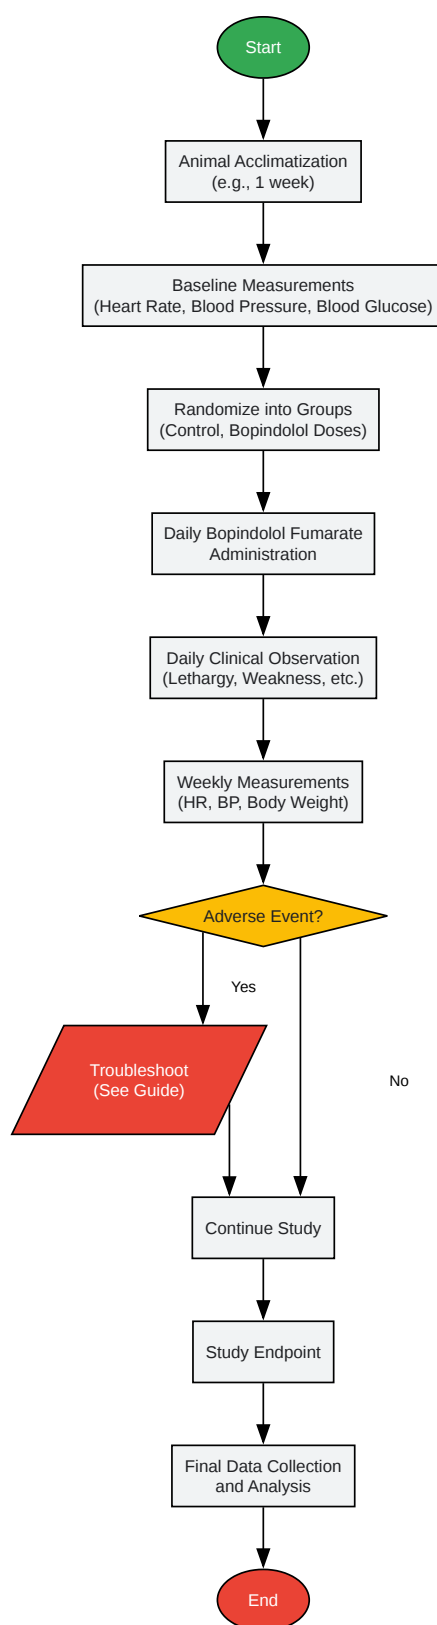 Start
Animal Acclimatization
(e.g., 1 week)
Baseline Measurements
(Heart Rate, Blood Pressure, Blood Glucose)
Randomize into Groups
(Control, Bopindolol Doses)
Daily Bopindolol Fumarate
Administration
Daily Clinical Observation
(Lethargy, Weakness, etc.)
Weekly Measurements
(HR, BP, Body Weight)
Adverse Event?
Yes
Troubleshoot
(See Guide)
No
Continue Study
Study Endpoint
Final Data Collection
and Analysis
End